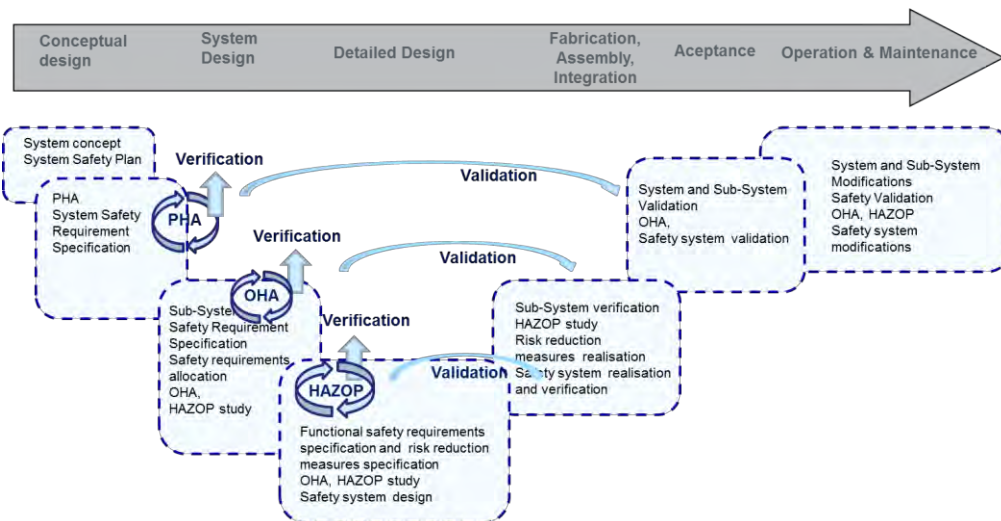 Conceptual
design
System
Design
Detailed Design
Fabrication,
Assembly,
Integration
Aceptance
Operation & Maintenance
System concept
System Safety Plan
Verification
PHA
System Safety
Requirement
Specification
PHA
Validation
System and Sub-System
Validation
OHA,
Safety system validation
System and Sub-System
Modifications
Safety Validation
OHA, HAZOP
Safety system
modifications
Verification
OHA
Validation
Sub-System
Safety Requirement
Specification
Safety requirements
allocation
OHA,
HAZOP study
Verification
HAZOP
Validation
Sub-System verification
HAZOP study
Risk reduction
measures realisation
Safety system realisation
and verification
Functional safety requirements
specification and risk reduction
measures specification
OHA, HAZOP study
Safety system design